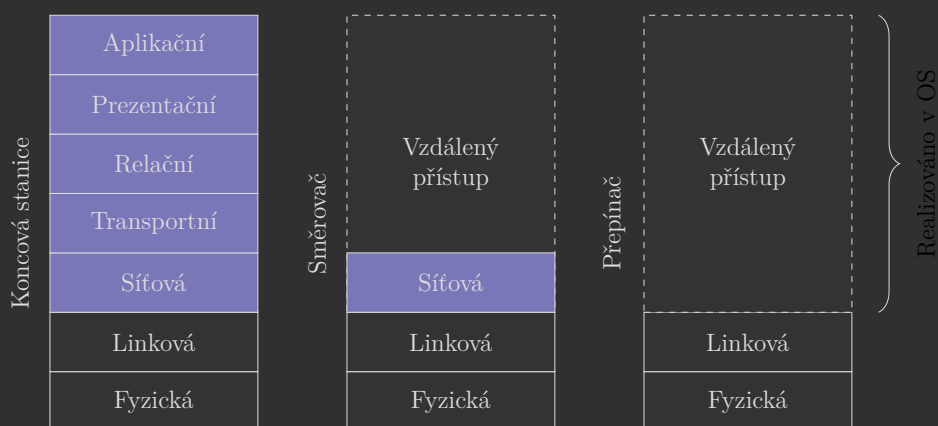 Koncová stanice
Aplikační
Prezentační
Relační
Transportní
Síťová
Linková
Fyzická
Směrovač
Vzdálený
přístup
Síťová
Linková
Fyzická
Přepínač
Vzdálený
přístup
Linková
Fyzická
Realizováno v OS